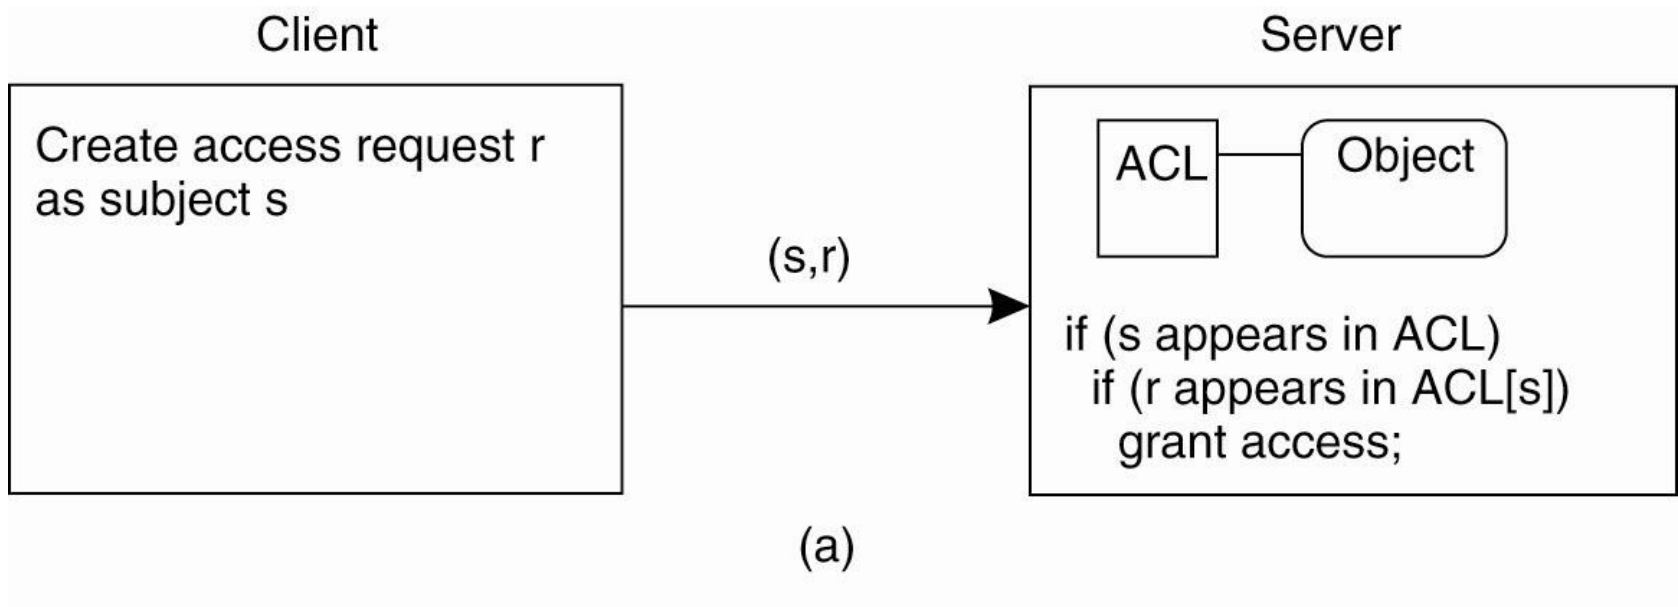 Client
Server
Create access request r
as subject s
(s,r)
ACL
Object
if (s appears in ACL)
if (r appears in ACL[s])
grant access;
(a)